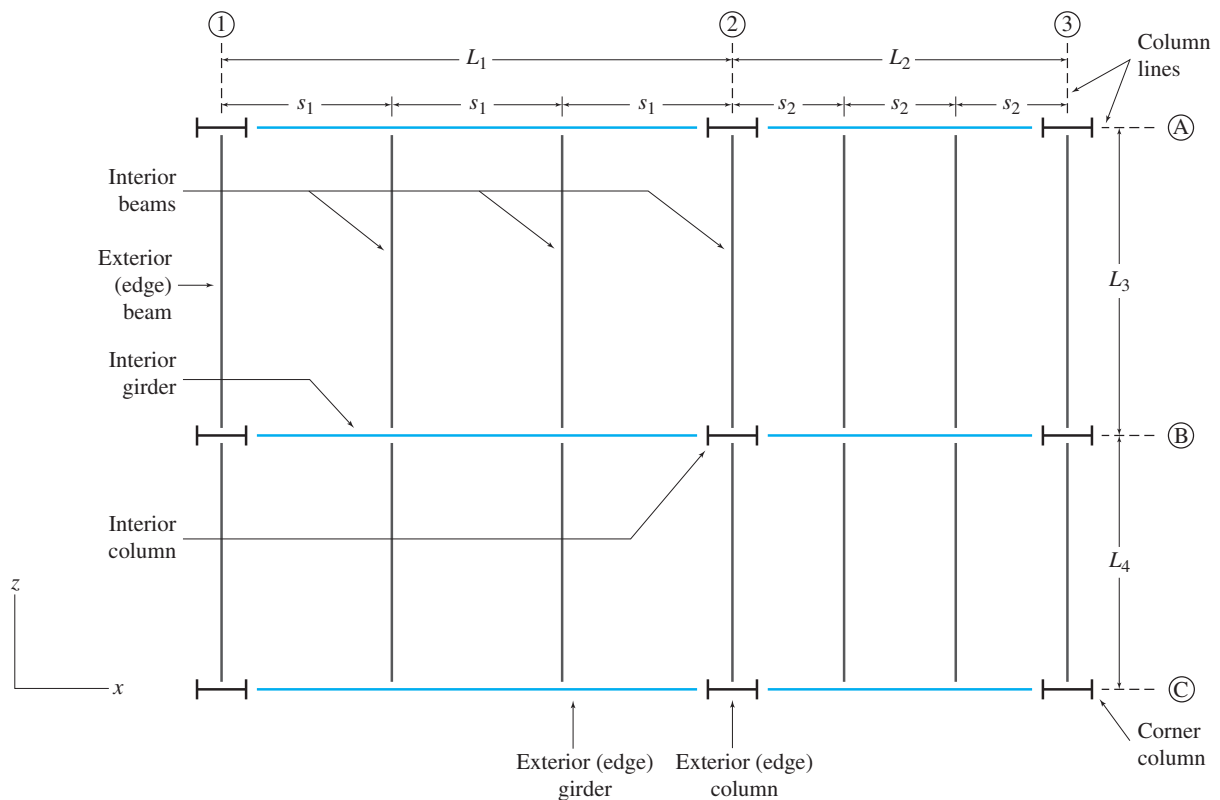 1 2 3
L1 L2
Column
lines
s1 s1 s1 s2 s2 s2
A
Interior
beams
Exterior
(edge)
beam
L3
Interior
girder
B
Interior
column
L4
z
x
C
Exterior (edge)
girder
Exterior (edge)
column
Corner
column